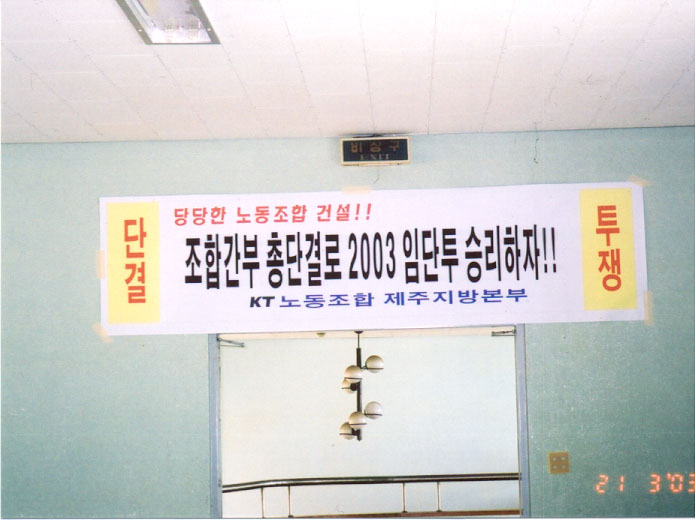 비상구
EXIT
단결
당당한 노동조합 건설!!
조합간부 총단결로 2003 임단투 승리하자!!
KT 노동조합 제주지방본부
투쟁
21 3'03